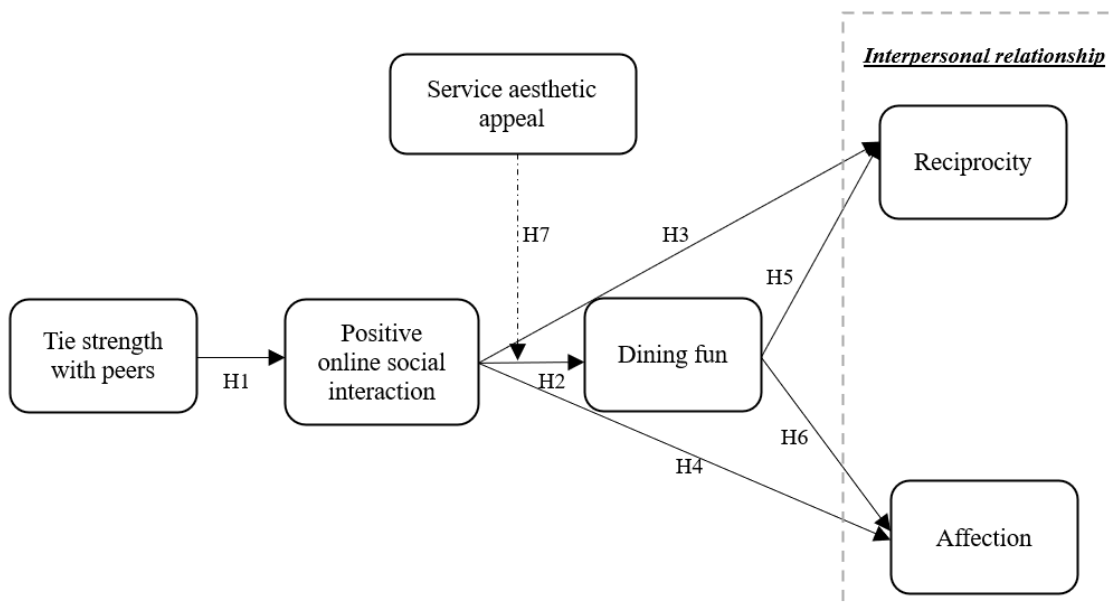 Interpersonal relationship
Service aesthetic
appeal
Reciprocity
H7
H3
H5
Tie strength
with peers
H1
Positive
online social
interaction
H2
Dining fun
H4
H6
Affection